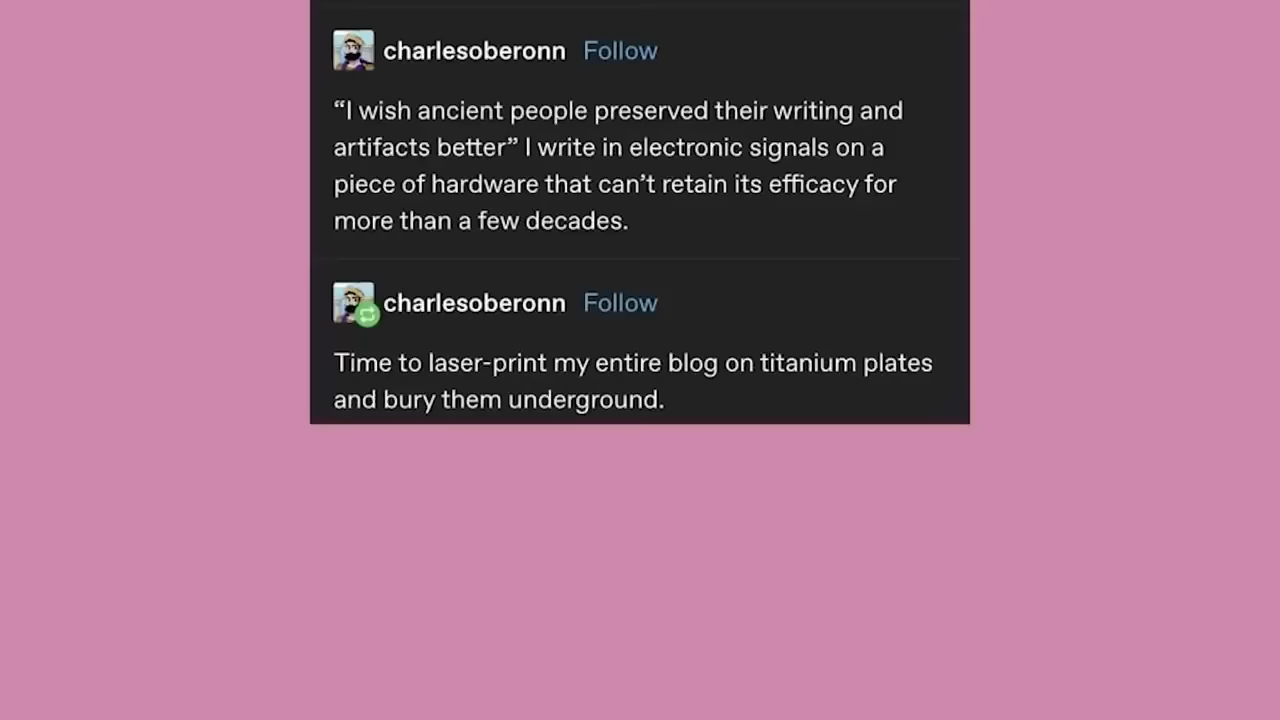 charlesoberonn Follow
“I wish ancient people preserved their writing and
artifacts better” I write in electronic signals on a
piece of hardware that can’t retain its efficacy for
more than a few decades.
charlesoberonn Follow
Time to laser-print my entire blog on titanium plates
and bury them underground.